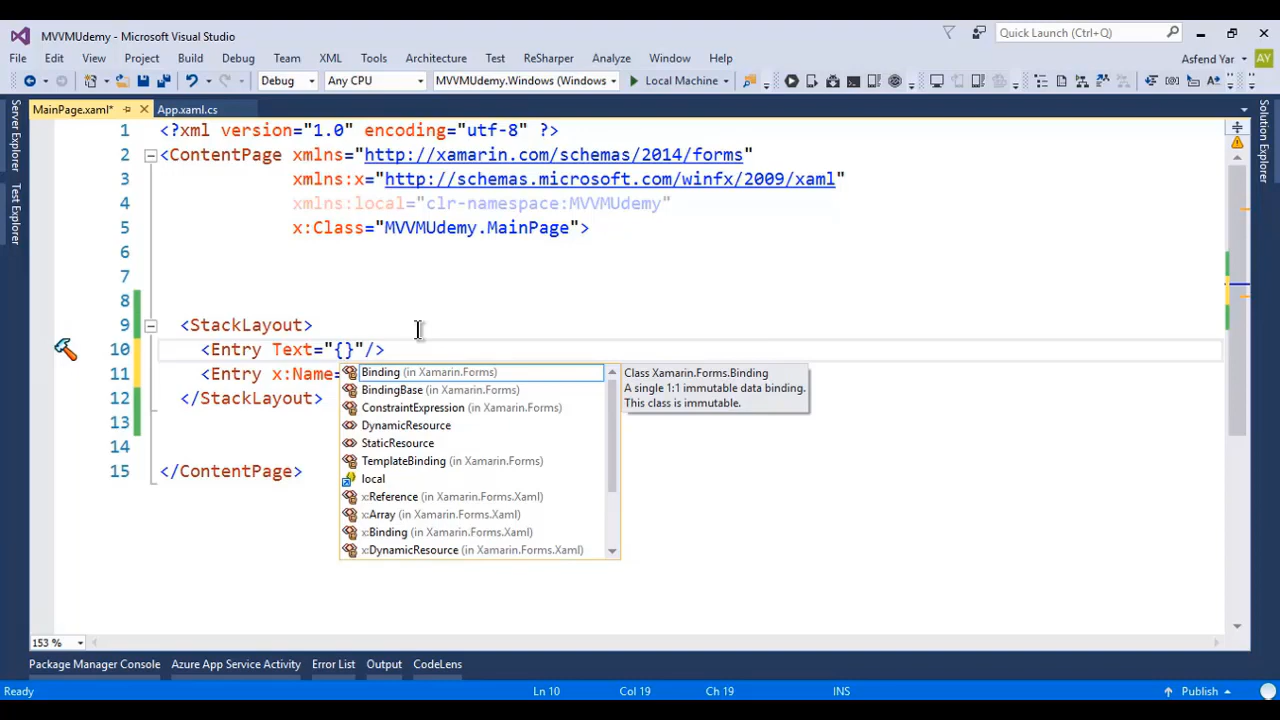 MVVMUdemy - Microsoft Visual Studio
Quick Launch (Ctrl+Q)
File Edit View Project Build Debug Team XML Tools Architecture Test ReSharper Analyze Window Help
Asfend Yar AY
Debug Any CPU MVVMUdemy.Windows (Windows Local Machine
MainPage.xaml* App.xaml.cs
Server Explorer
Test Explorer
Solution Explorer
1 <?xml version="1.0" encoding="utf-8" ?>
2 <ContentPage xmlns="http://xamarin.com/schemas/2014/forms"
3 xmlns:x="http://schemas.microsoft.com/winfx/2009/xaml"
4 xmlns:local="clr-namespace:MVVMUdemy"
5 x:Class="MVVMUdemy.MainPage">
6
7
8
9 <StackLayout>
10 <Entry Text="{}"/>
11 <Entry x:Name=
12 </StackLayout>
13
14
15 </ContentPage>
Binding (in Xamarin.Forms)
BindingBase (in Xamarin.Forms)
ConstraintExpression (in Xamarin.Forms)
DynamicResource
StaticResource
TemplateBinding (in Xamarin.Forms)
local
x:Reference (in Xamarin.Forms.Xaml)
x:Array (in Xamarin.Forms.Xaml)
x:Binding (in Xamarin.Forms.Xaml)
x:DynamicResource (in Xamarin.Forms.Xaml)
Class Xamarin.Forms.Binding
A single 1:1 immutable data binding.
This class is immutable.
153 %
Package Manager Console Azure App Service Activity Error List Output CodeLens
Ready Ln 10 Col 19 Ch 19 INS Publish